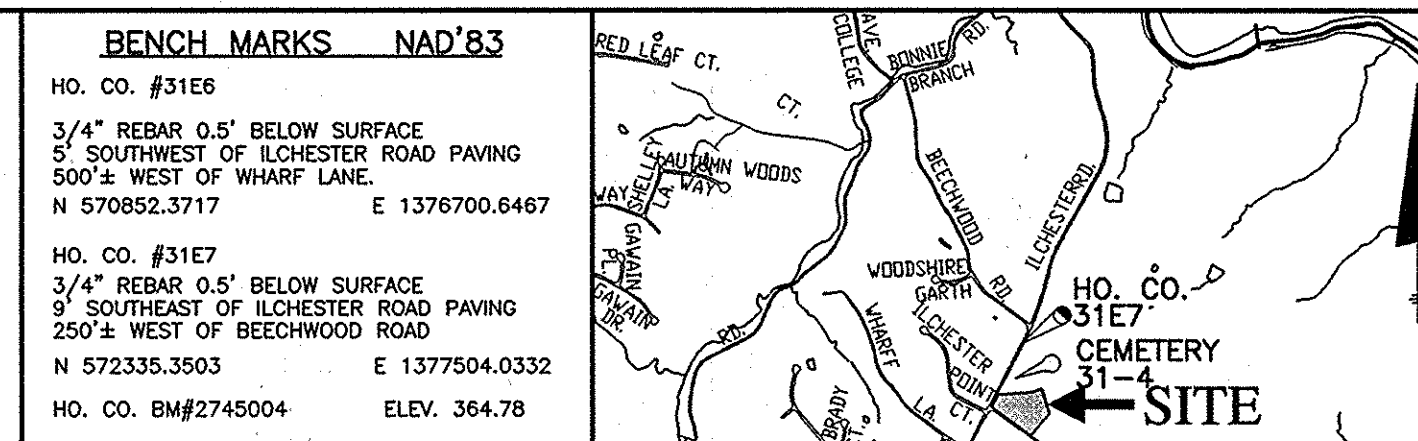 BENCH MARKS NAD'83
HO. CO. #31E6
3/4" REBAR 0.5' BELOW SURFACE
5' SOUTHWEST OF ILCHESTER ROAD PAVING
500'± WEST OF WHARF LANE.
N 570852.3717 E 1376700.6467
HO. CO. #31E7
3/4" REBAR 0.5' BELOW SURFACE
9' SOUTHEAST OF ILCHESTER ROAD PAVING
250'± WEST OF BEECHWOOD ROAD
N 572335.3503 E 1377504.0332
HO. CO. BM#2745004 ELEV. 364.78
RED LEAF CT.
COLLEGE AVE.
BONNIE
BRANCH
RD.
CT.
SHELLEY
LA.
AUTUMN WOODS
WAY
WAY
GAWAIN
PL.
GAWAIN
DR.
RD.
BEECHWOOD
RD.
ILCHESTER RD.
WOODSHIRE
GARTH
WHARFF
LA.
ILCHESTER
POINT
CT.
BRADY
HO. CO.
31E7
CEMETERY
31-4
SITE